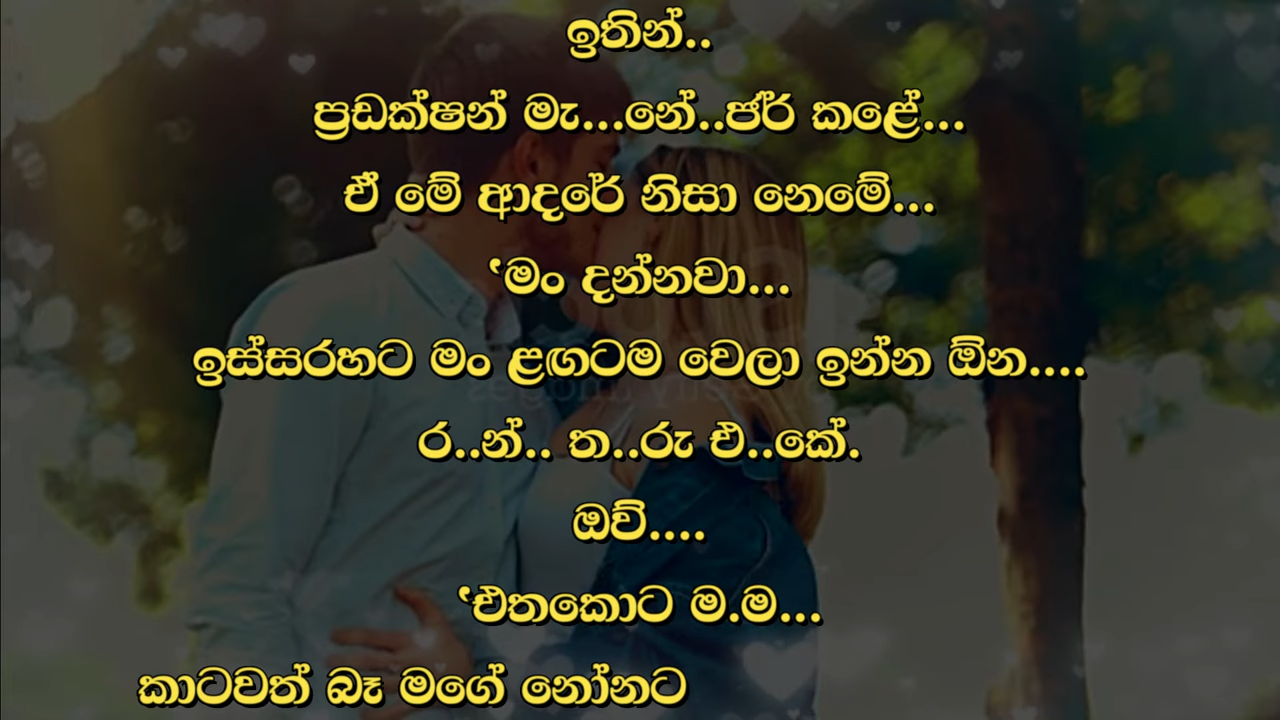 ඉතින්..
ප්‍රඩක්ෂන් මැ...නේ..ජ්ර් කළේ...
ඒ මේ ආදරේ නිසා නෙමේ...
‛මං දන්නවා...
ඉස්සරහට මං ළඟටම වෙලා ඉන්න ඕන....
ර..න්.. ත..රු එ..කේ.
ඔව්....
‛එතකොට ම.ම...
කාටවත් බෑ මගේ නෝනට